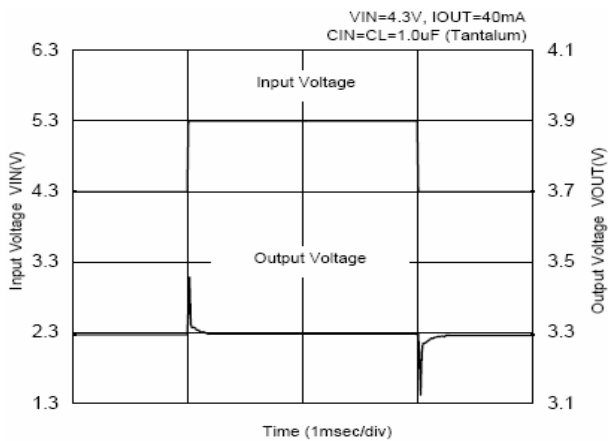 VIN=4.3V, IOUT=40mA
CIN=CL=1.0uF (Tantalum)
6.3
4.1
Input Voltage
5.3
3.9
4.3
3.7
Input Voltage VIN(V)
Output Voltage VOUT(V)
3.3
Output Voltage
3.5
2.3
3.3
1.3
3.1
Time (1msec/div)